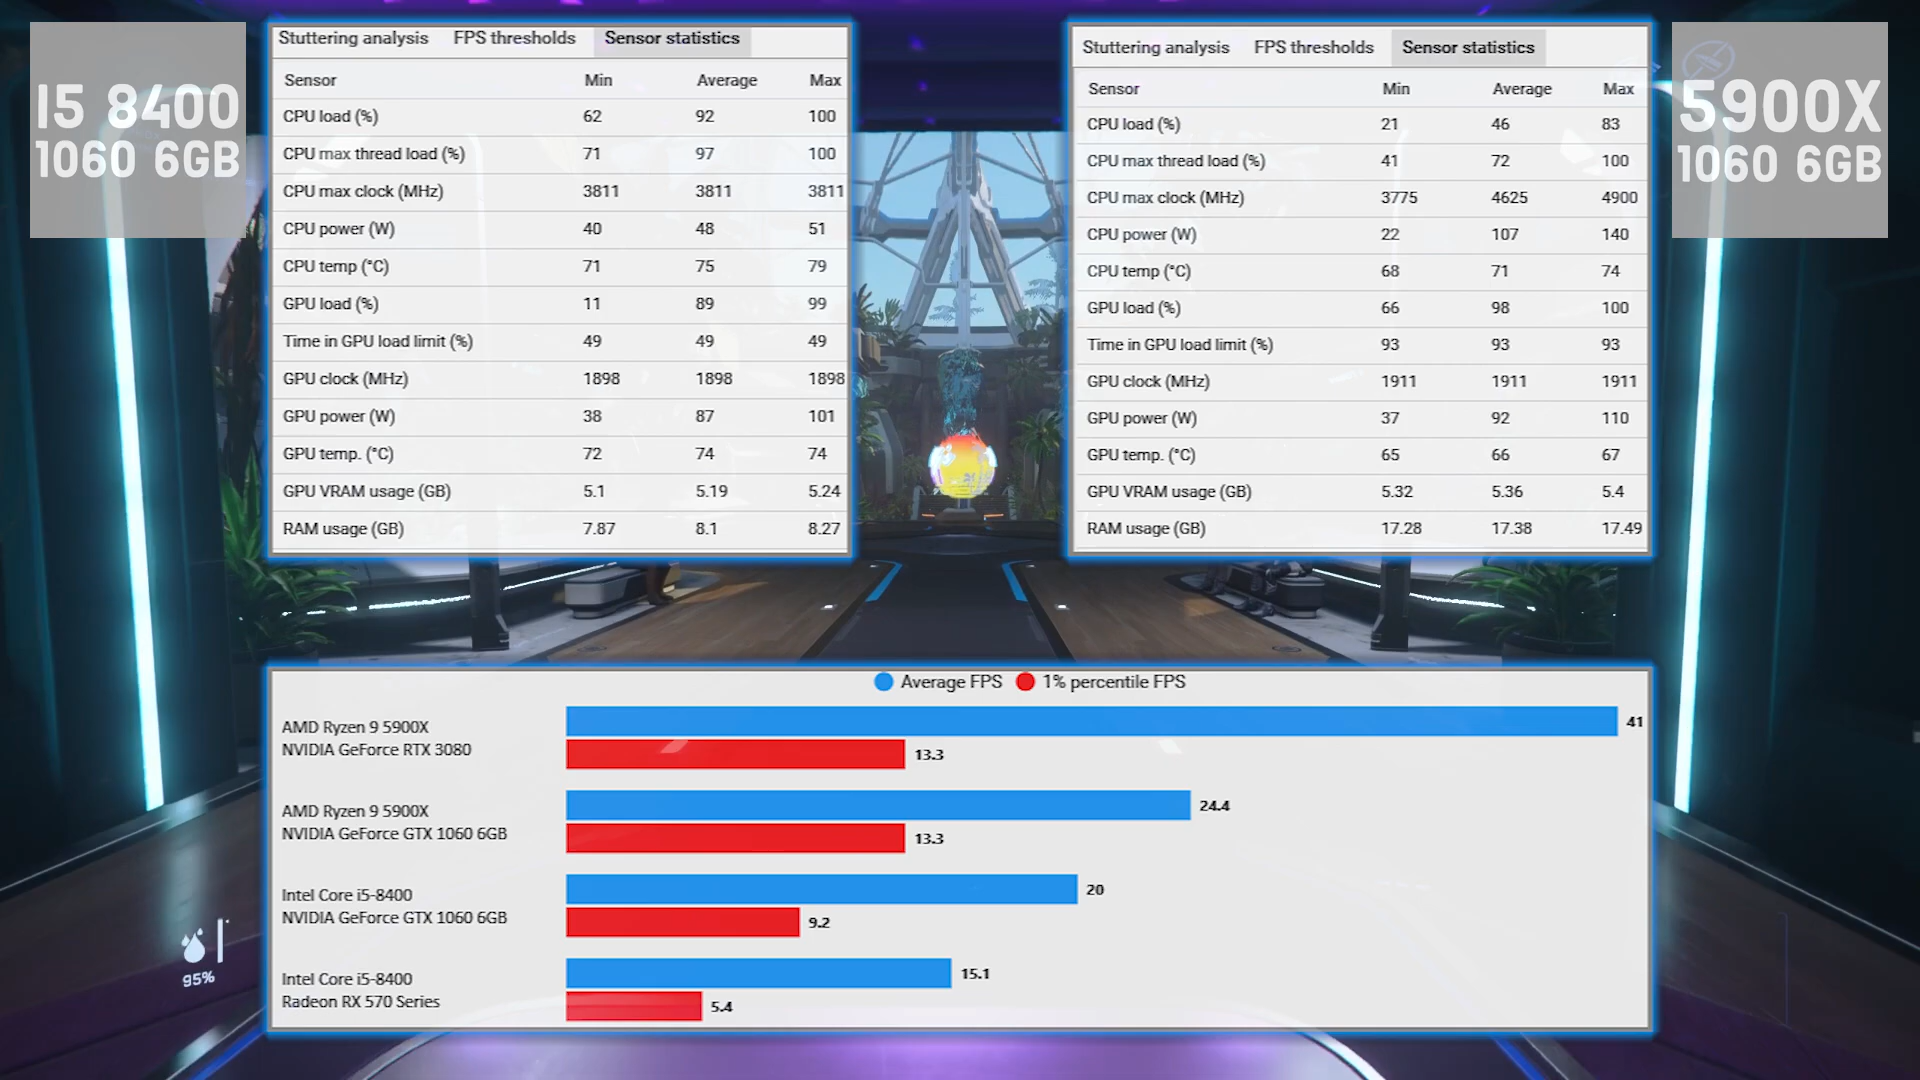 I5 8400
1060 6GB
Stuttering analysis FPS thresholds Sensor statistics
Sensor Min Average Max
CPU load (%) 62 92 100
CPU max thread load (%) 71 97 100
CPU max clock (MHz) 3811 3811 3811
CPU power (W) 40 48 51
CPU temp (°C) 71 75 79
GPU load (%) 11 89 99
Time in GPU load limit (%) 49 49 49
GPU clock (MHz) 1898 1898 1898
GPU power (W) 38 87 101
GPU temp. (°C) 72 74 74
GPU VRAM usage (GB) 5.1 5.19 5.24
RAM usage (GB) 7.87 8.1 8.27
Stuttering analysis FPS thresholds Sensor statistics
Sensor Min Average Max
CPU load (%) 21 46 83
CPU max thread load (%) 41 72 100
CPU max clock (MHz) 3775 4625 4900
CPU power (W) 22 107 140
CPU temp (°C) 68 71 74
GPU load (%) 66 98 100
Time in GPU load limit (%) 93 93 93
GPU clock (MHz) 1911 1911 1911
GPU power (W) 37 92 110
GPU temp. (°C) 65 66 67
GPU VRAM usage (GB) 5.32 5.36 5.4
RAM usage (GB) 17.28 17.38 17.49
5900X
1060 6GB
Average FPS 1% percentile FPS
AMD Ryzen 9 5900X 41
NVIDIA GeForce RTX 3080 13.3
AMD Ryzen 9 5900X 24.4
NVIDIA GeForce GTX 1060 6GB 13.3
Intel Core i5-8400 20
NVIDIA GeForce GTX 1060 6GB 9.2
Intel Core i5-8400 15.1
Radeon RX 570 Series 5.4
95%